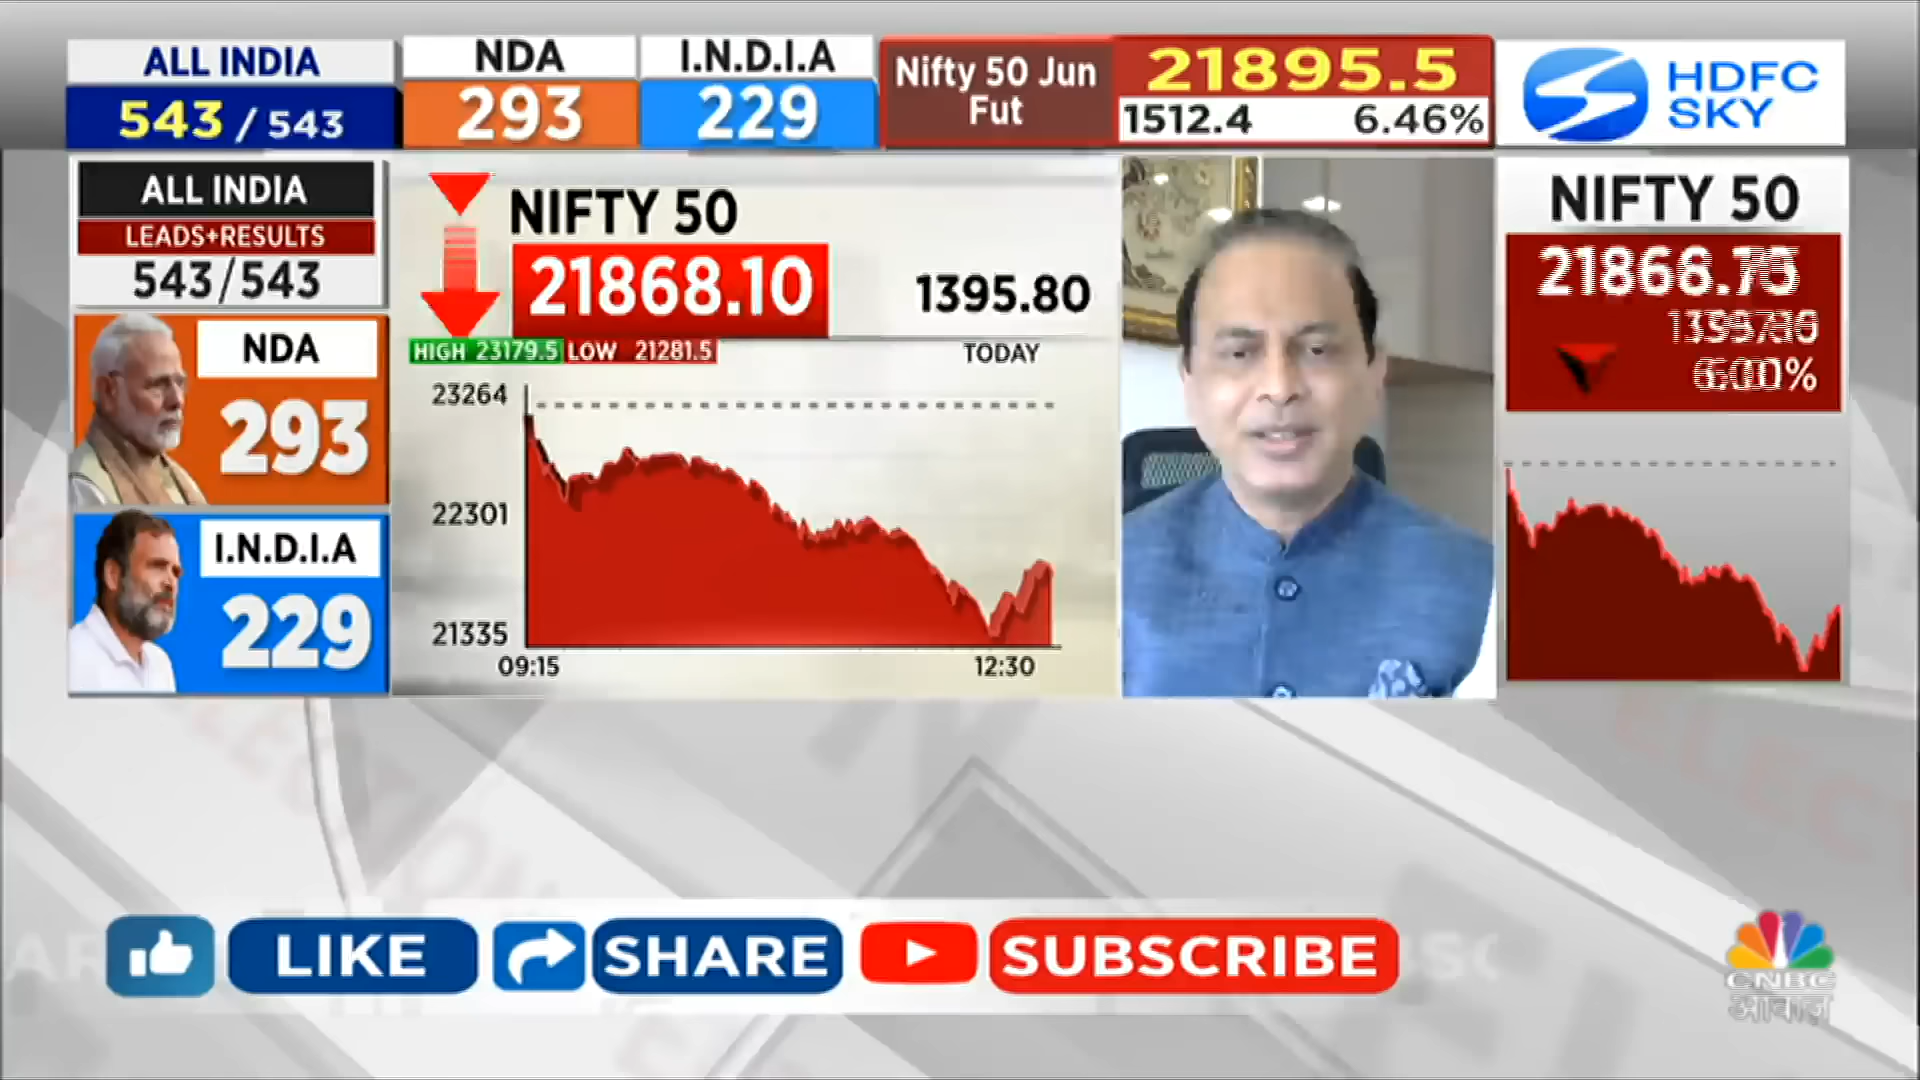 ALL INDIA
543 / 543
NDA
293
I.N.D.I.A
229
Nifty 50 Jun
Fut
21895.5
1512.4 6.46%
HDFC
SKY
ALL INDIA
LEADS+RESULTS
543/543
NDA
293
I.N.D.I.A
229
NIFTY 50
21868.10
1395.80
HIGH 23179.5 LOW 21281.5
TODAY
23264
22301
21335
09:15 12:30
NIFTY 50
LIKE
SHARE
SUBSCRIBE
CNBC
आवाज़